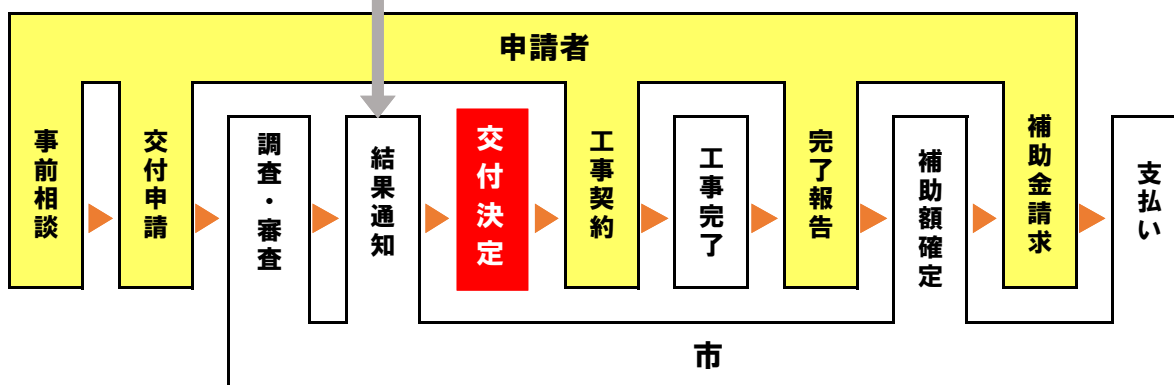 申請者
事前相談
交付申請
調査・審査
結果通知
交付決定
工事契約
工事完了
完了報告
補助額確定
補助金請求
支払い
市